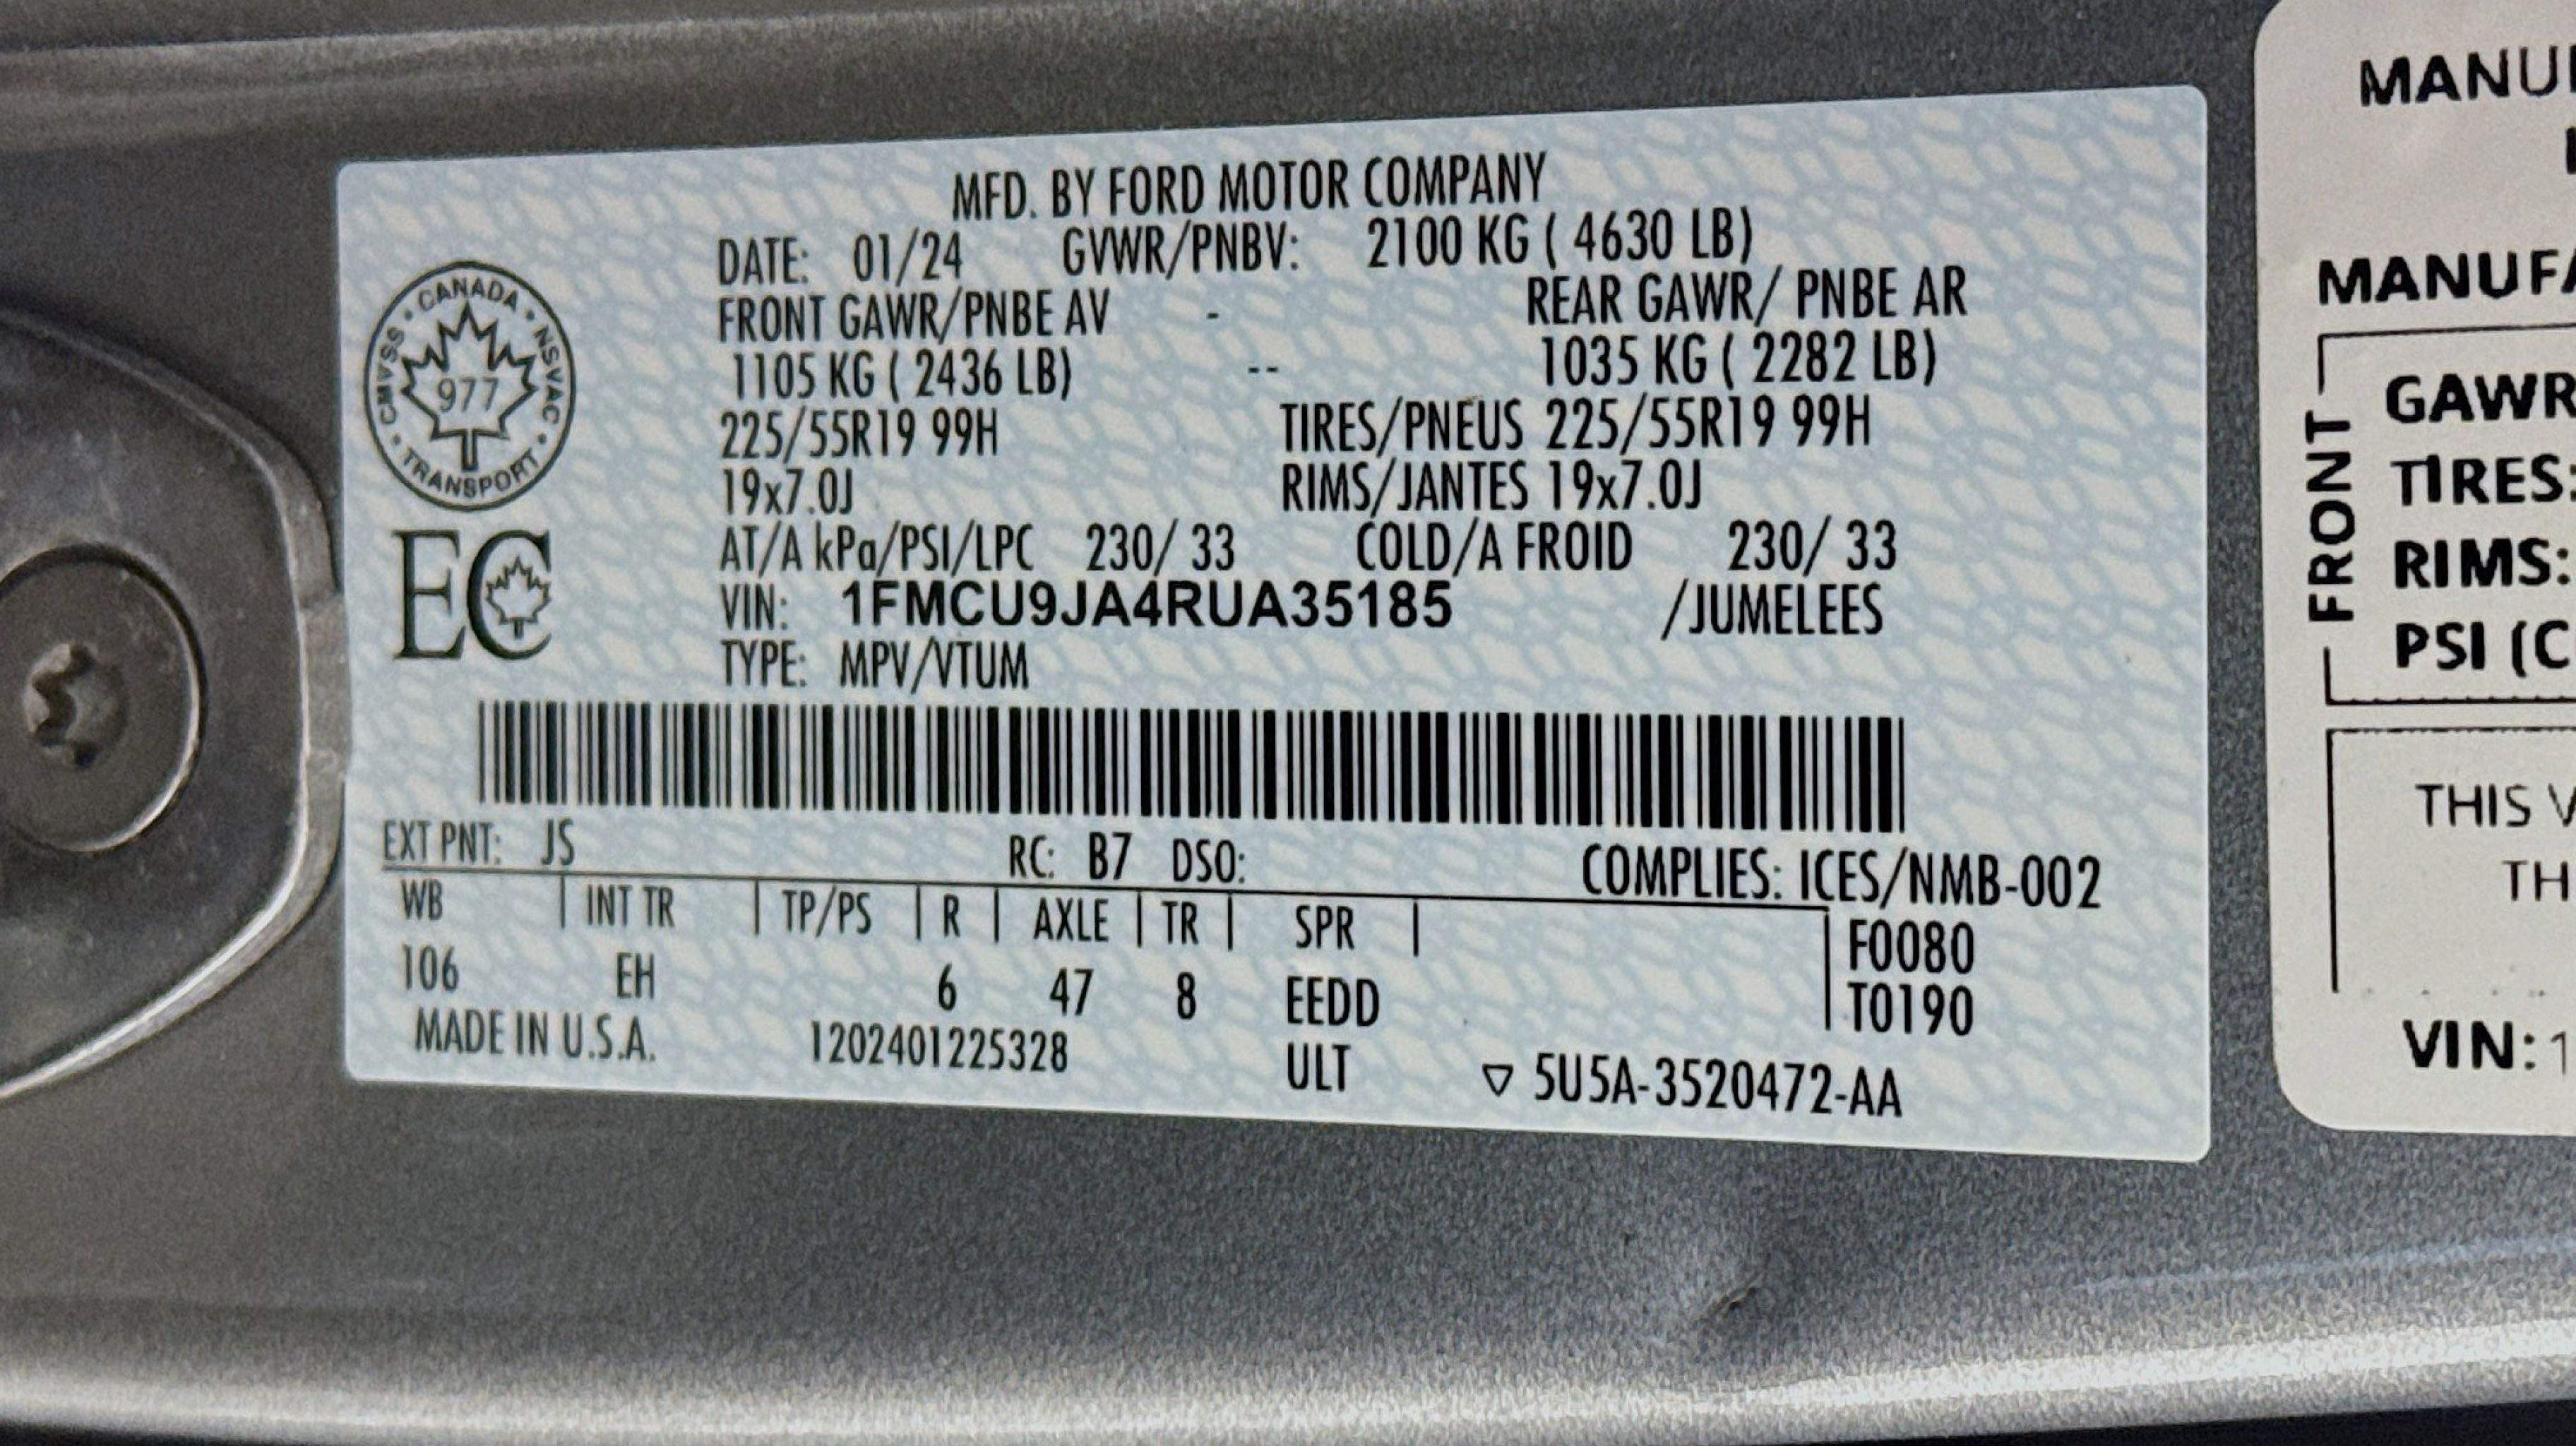 MFD. BY FORD MOTOR COMPANY
DATE: 01/24 GVWR/PNBV: 2100 KG ( 4630 LB)
FRONT GAWR/PNBE AV - REAR GAWR/ PNBE AR
1105 KG ( 2436 LB) -- 1035 KG ( 2282 LB)
225/55R19 99H TIRES/PNEUS 225/55R19 99H
19x7.0J RIMS/JANTES 19x7.0J
AT/A kPa/PSI/LPC 230/ 33 COLD/A FROID 230/ 33
VIN: 1FMCU9JA4RUA35185 /JUMELEES
TYPE: MPV/VTUM
CANADA • NSVAC • TRANSPORT • CMVSS •
977
EC
EXT PNT: JS RC: B7 DSO: COMPLIES: ICES/NMB-002
WB | INT TR | TP/PS | R | AXLE | TR | SPR | F0080
106 EH 6 47 8 EEDD T0190
MADE IN U.S.A. 1202401225328 ULT ▽ 5U5A-3520472-AA
FRONT
GAWR
TIRES:
RIMS:
PSI (C
THIS V
TH
VIN: 1